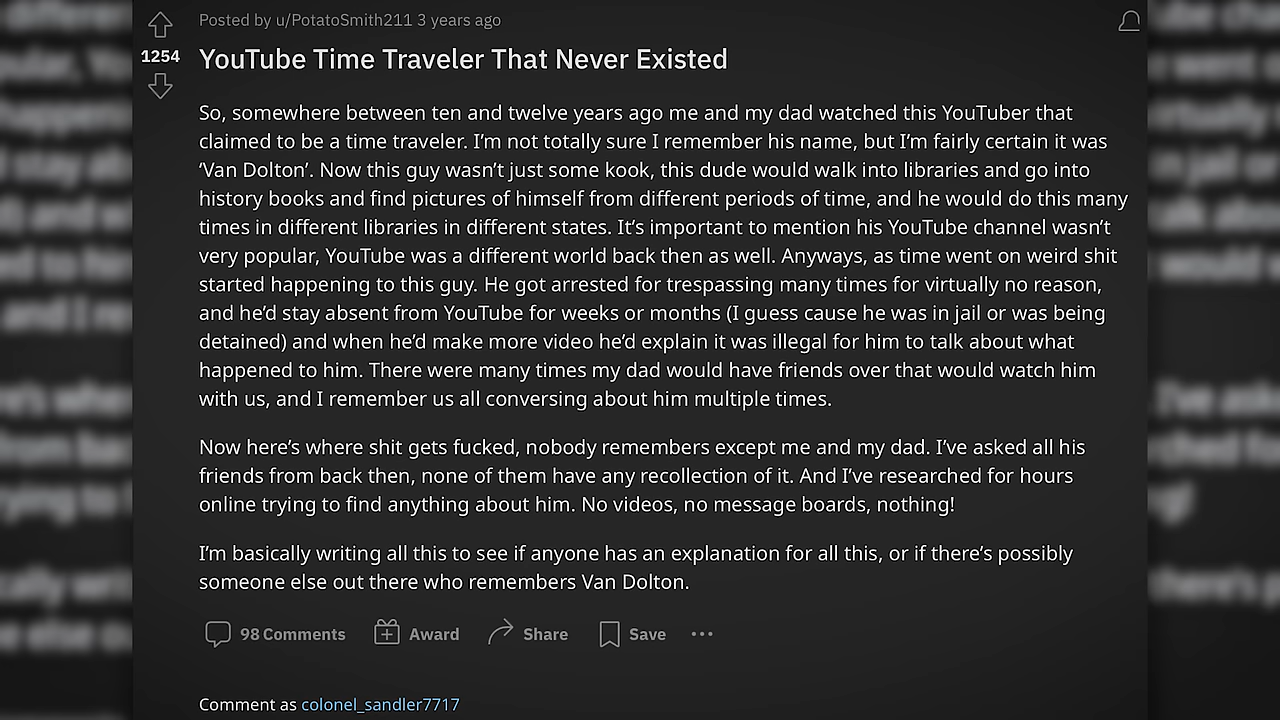 Posted by u/PotatoSmith211 3 years ago
1254
YouTube Time Traveler That Never Existed
So, somewhere between ten and twelve years ago me and my dad watched this YouTuber that
claimed to be a time traveler. I’m not totally sure I remember his name, but I’m fairly certain it was
‘Van Dolton’. Now this guy wasn’t just some kook, this dude would walk into libraries and go into
history books and find pictures of himself from different periods of time, and he would do this many
times in different libraries in different states. It’s important to mention his YouTube channel wasn’t
very popular, YouTube was a different world back then as well. Anyways, as time went on weird shit
started happening to this guy. He got arrested for trespassing many times for virtually no reason,
and he’d stay absent from YouTube for weeks or months (I guess cause he was in jail or was being
detained) and when he’d make more video he’d explain it was illegal for him to talk about what
happened to him. There were many times my dad would have friends over that would watch him
with us, and I remember us all conversing about him multiple times.
Now here’s where shit gets fucked, nobody remembers except me and my dad. I’ve asked all his
friends from back then, none of them have any recollection of it. And I’ve researched for hours
online trying to find anything about him. No videos, no message boards, nothing!
I’m basically writing all this to see if anyone has an explanation for all this, or if there’s possibly
someone else out there who remembers Van Dolton.
98 Comments Award Share Save
Comment as colonel_sandler7717